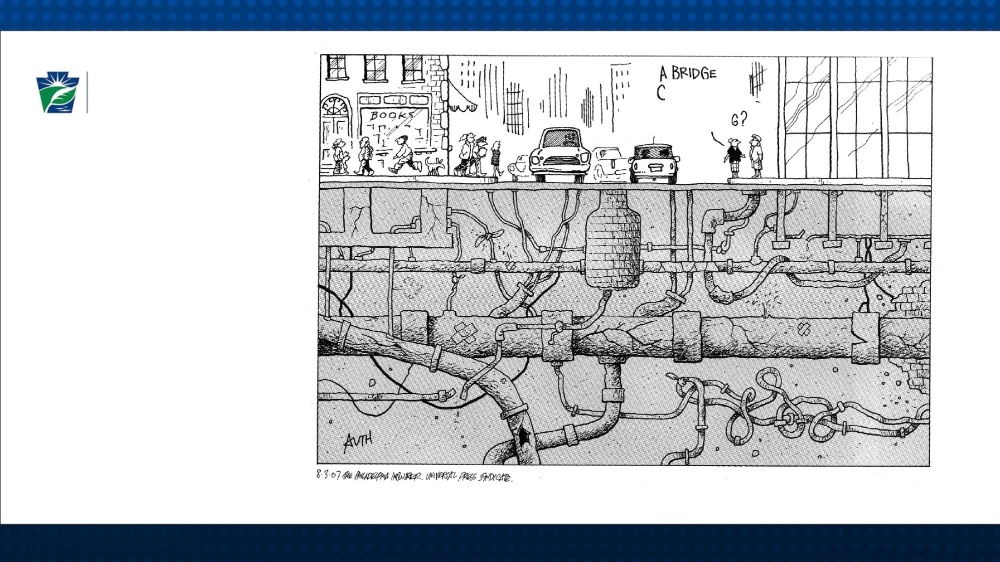 A BRIDGE
C
G?
BOOKS
AUTH
8·3·07 THE PHILADELPHIA INQUIRER. UNIVERSAL PRESS SYNDICATE.